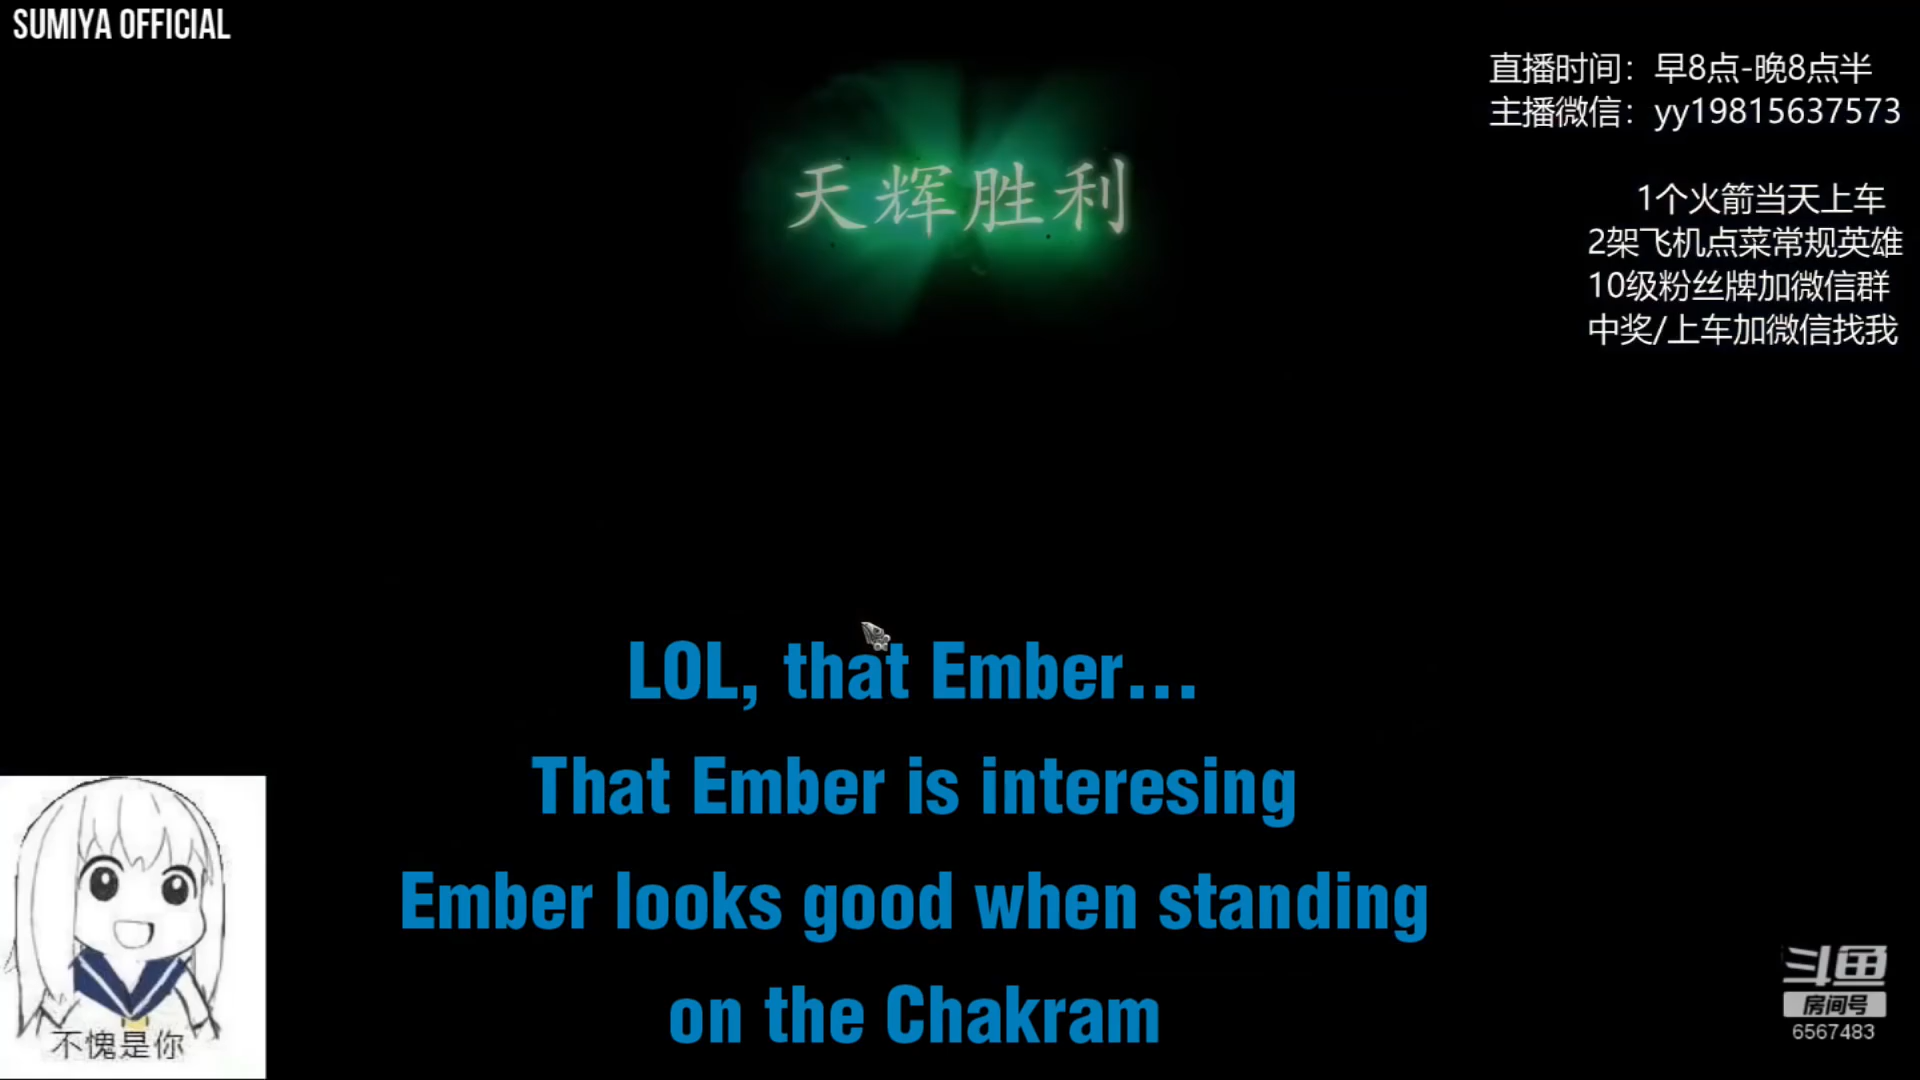 SUMIYA OFFICIAL
直播时间：早8点-晚8点半
主播微信：yy19815637573
天辉胜利
1个火箭当天上车
2架飞机点菜常规英雄
10级粉丝牌加微信群
中奖/上车加微信找我
LOL, that Ember...
That Ember is interesing
Ember looks good when standing
on the Chakram
不愧是你
斗鱼
房间号
6567483